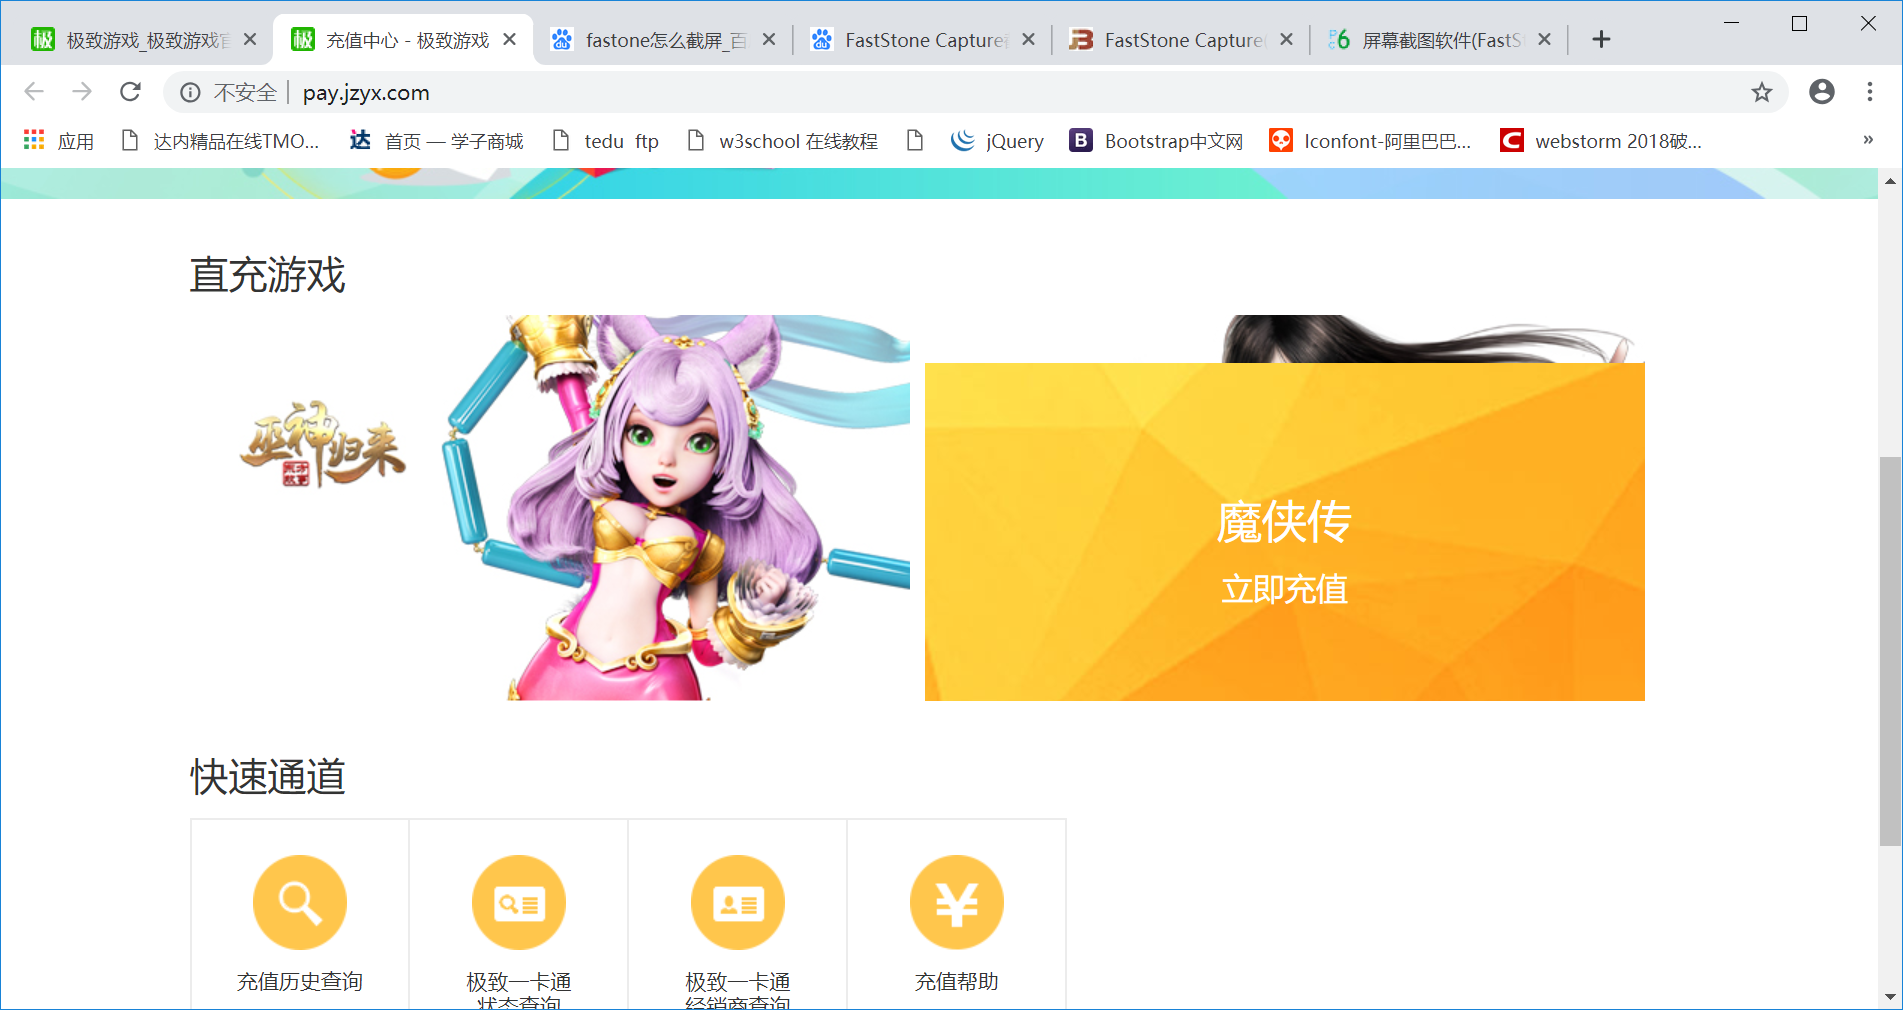 极致游戏_极致游戏官
充值中心 - 极致游戏
fastone怎么截屏_百
FastStone Capture
FastStone Capture
屏幕截图软件(FastS
不安全
pay.jzyx.com
应用
达内精品在线TMO...
首页 — 学子商城
tedu ftp
w3school 在线教程
jQuery
Bootstrap中文网
Iconfont-阿里巴巴...
webstorm 2018破...
直充游戏
巫神归来
东方
故事
魔侠传
立即充值
快速通道
充值历史查询
极致一卡通
状态查询
极致一卡通
经销商查询
充值帮助